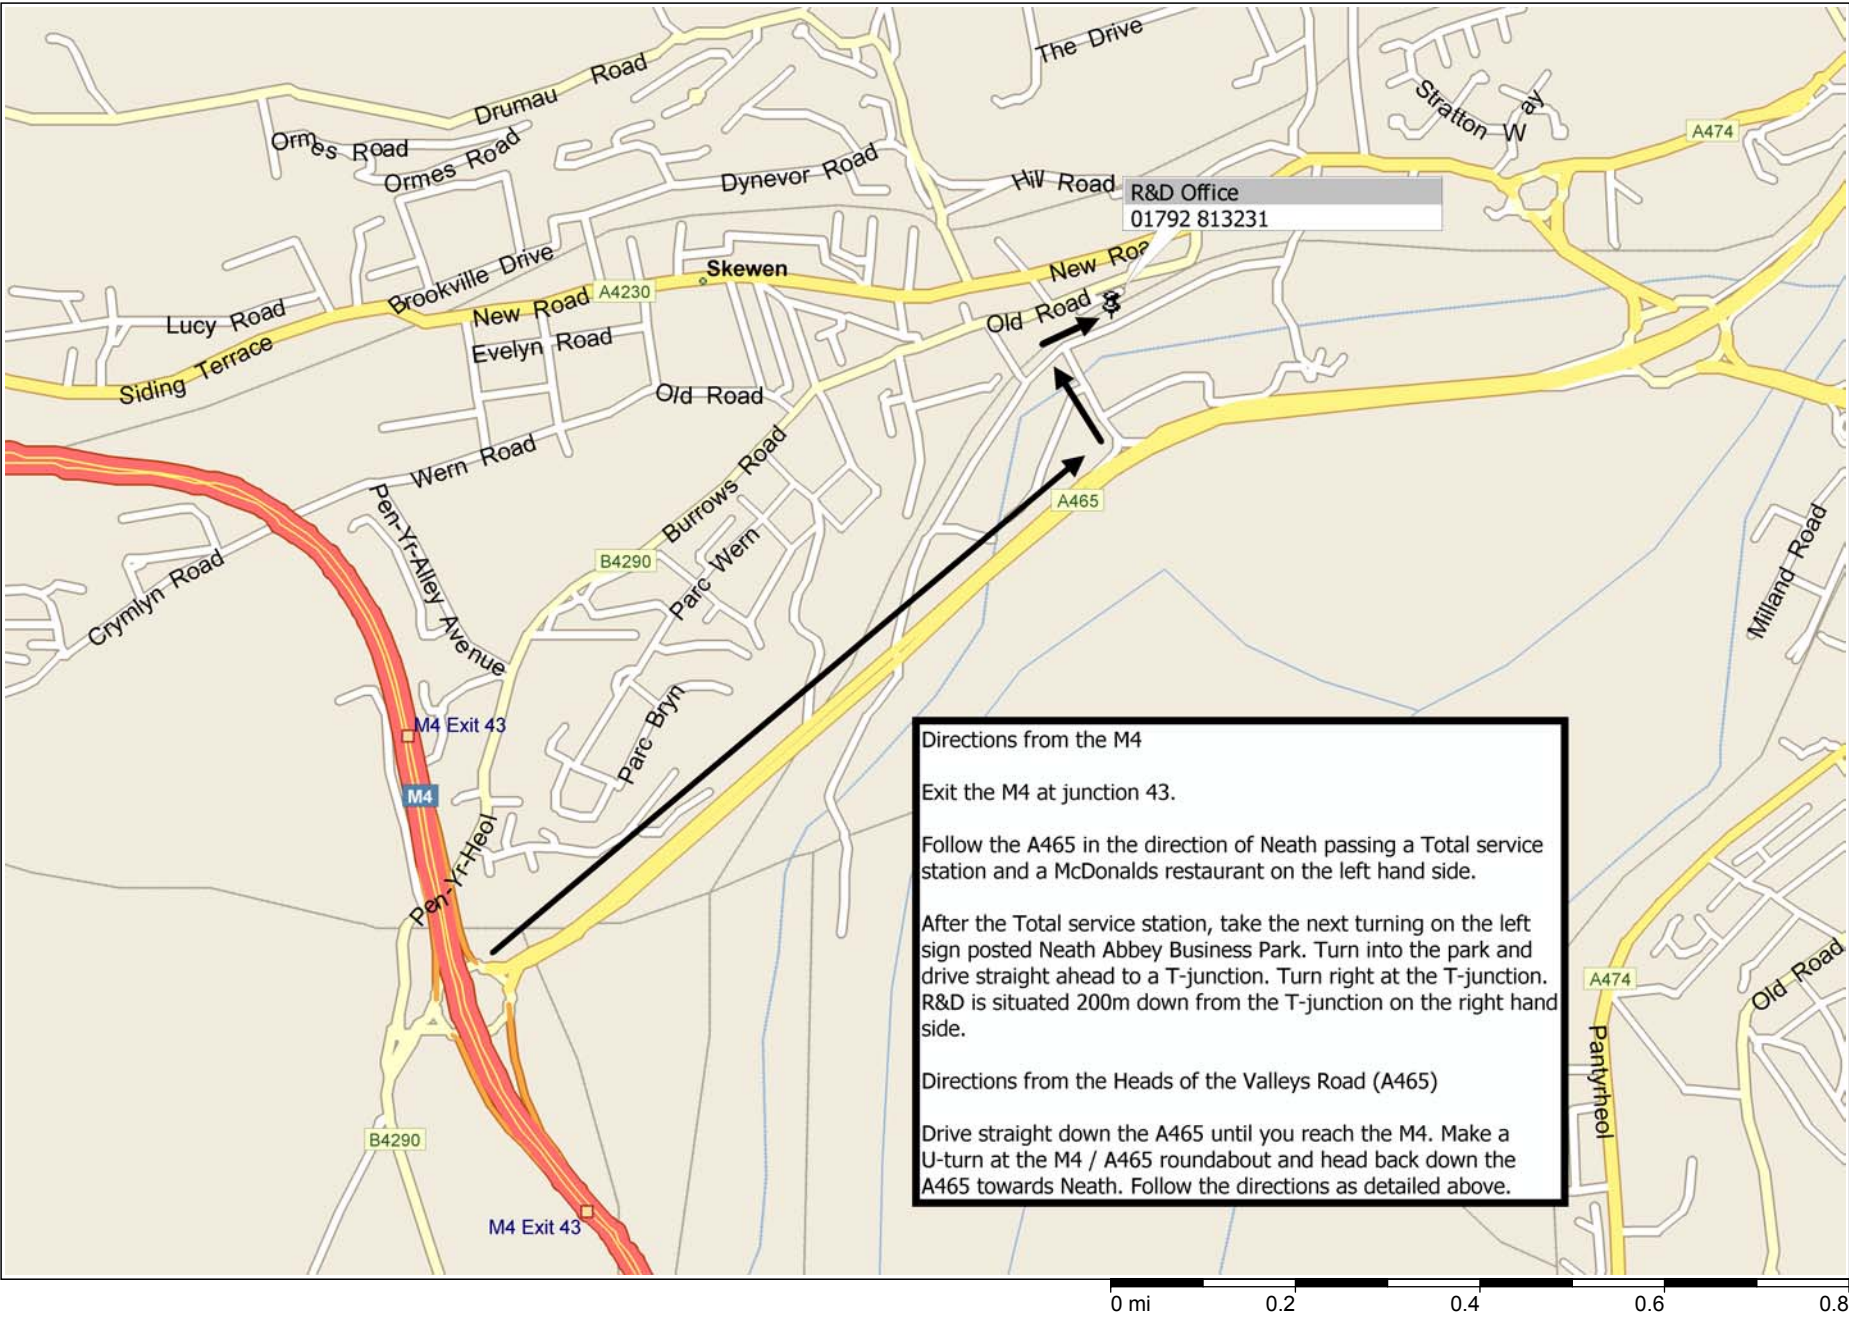 The Drive
Drumau Road
Stratton Way
A474
Ormes Road
Ormes Road
Dynevor Road
Hill Road
R&D Office
01792 813231
New Roa
Brookville Drive
Skewen
A4230
New Road
Lucy Road
Old Road
Siding Terrace
Evelyn Road
Old Road
Wern Road
Burrows Road
A465
Pen-Yr-Alley Avenue
B4290
Parc Wern
Crymlyn Road
Milland Road
Parc Bryn
M4 Exit 43
M4
Pen-Yr-Heol
Directions from the M4
Exit the M4 at junction 43.
Follow the A465 in the direction of Neath passing a Total service
station and a McDonalds restaurant on the left hand side.
After the Total service station, take the next turning on the left
sign posted Neath Abbey Business Park. Turn into the park and
drive straight ahead to a T-junction. Turn right at the T-junction.
R&D is situated 200m down from the T-junction on the right hand
side.
Directions from the Heads of the Valleys Road (A465)
Drive straight down the A465 until you reach the M4. Make a
U-turn at the M4 / A465 roundabout and head back down the
A465 towards Neath. Follow the directions as detailed above.
A474
Old Road
Pantyrheol
B4290
M4 Exit 43
0 mi 0.2 0.4 0.6 0.8